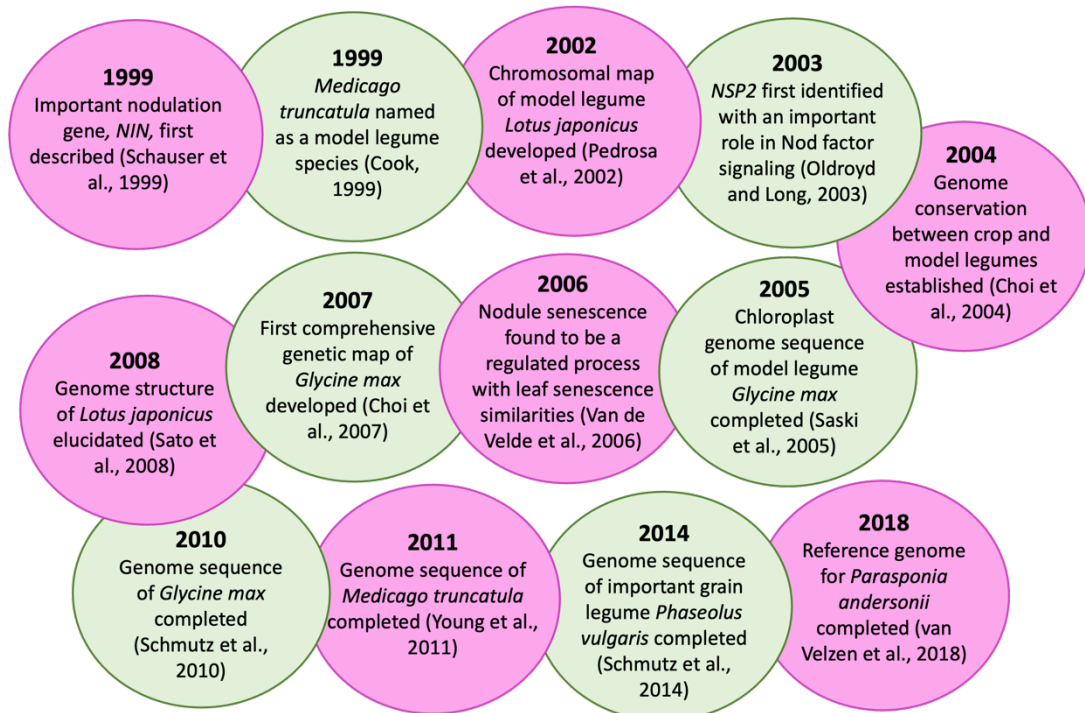 1999
Important nodulation
gene, NIN, first
described (Schauser et
al., 1999)
1999
Medicago
truncatula named
as a model legume
species (Cook,
1999)
2002
Chromosomal map
of model legume
Lotus japonicus
developed (Pedrosa
et al., 2002)
2003
NSP2 first identified
with an important
role in Nod factor
signaling (Oldroyd
and Long, 2003)
2004
Genome
conservation
between crop and
model legumes
established (Choi et
al., 2004)
2005
Chloroplast
genome sequence
of model legume
Glycine max
completed (Saski
et al., 2005)
2006
Nodule senescence
found to be a
regulated process
with leaf senescence
similarities (Van de
Velde et al., 2006)
2007
First comprehensive
genetic map of
Glycine max
developed (Choi et
al., 2007)
2008
Genome structure
of Lotus japonicus
elucidated (Sato et
al., 2008)
2010
Genome sequence
of Glycine max
completed
(Schmutz et al.,
2010)
2011
Genome sequence of
Medicago truncatula
completed (Young et al.,
2011)
2014
Genome sequence
of important grain
legume Phaseolus
vulgaris completed
(Schmutz et al.,
2014)
2018
Reference genome
for Parasponia
andersonii
completed (van
Velzen et al., 2018)